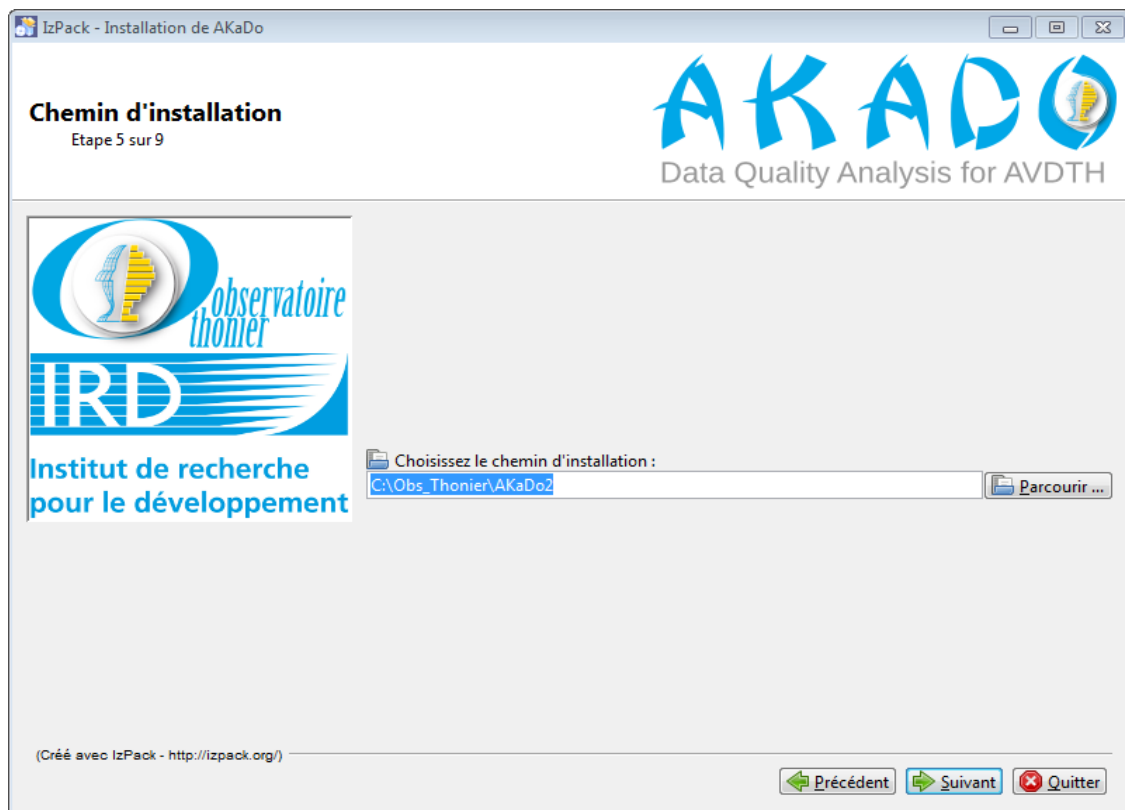 IzPack - Installation de AKaDo
Chemin d'installation
Etape 5 sur 9
AKADO
Data Quality Analysis for AVDTH
Observatoire
thonier
IRD
Institut de recherche
pour le développement
Choisissez le chemin d'installation :
C:\Obs_Thonier\AKaDo2
Parcourir ...
(Créé avec IzPack - http://izpack.org/)
Précédent
Suivant
Quitter